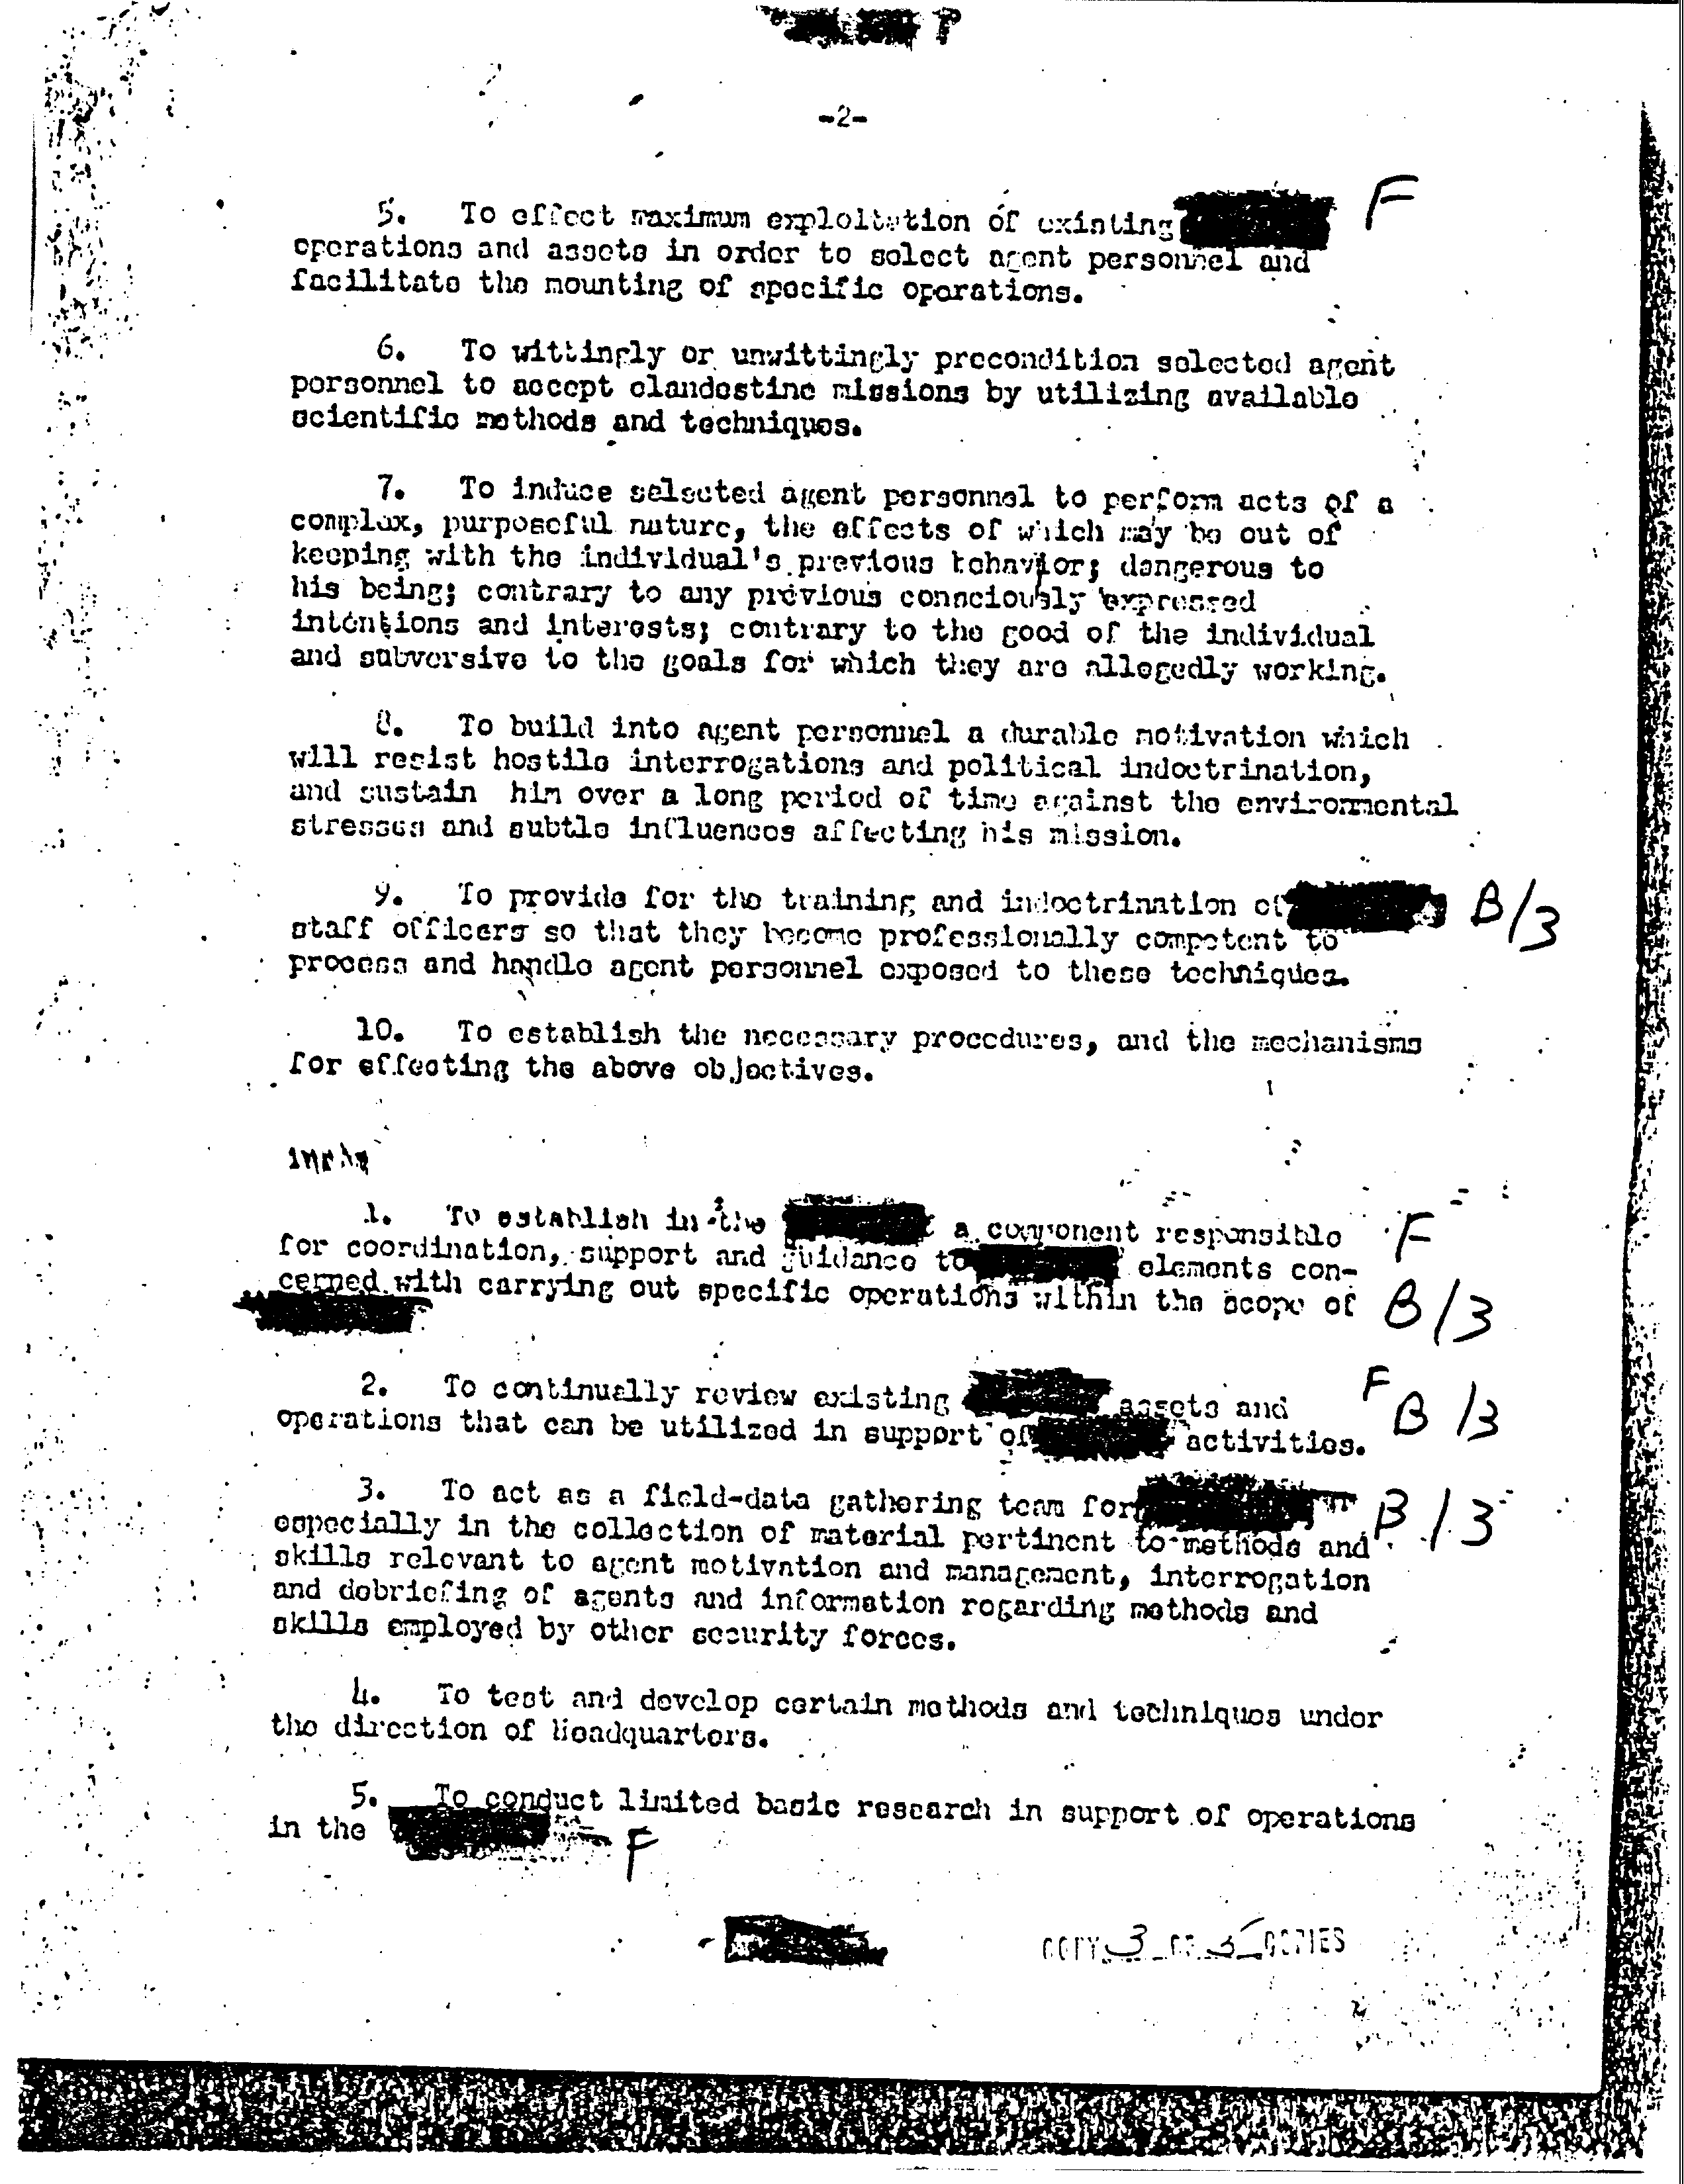 -2-
5. To effect maximum exploitation of existing F
operations and assets in order to select agent personnel and
facilitate the mounting of specific operations.
6. To wittingly or unwittingly precondition selected agent
personnel to accept clandestine missions by utilizing available
scientific methods and techniques.
7. To induce selected agent personnel to perform acts of a
complex, purposeful nature, the effects of which may be out of
keeping with the individual's previous behavior; dangerous to
his being; contrary to any previous consciously expressed
intentions and interests; contrary to the good of the individual
and subversive to the goals for which they are allegedly working.
8. To build into agent personnel a durable motivation which
will resist hostile interrogations and political indoctrination,
and sustain him over a long period of time against the environmental
stresses and subtle influences affecting his mission.
9. To provide for the training and indoctrination of B/3
staff officers so that they become professionally competent to
process and handle agent personnel exposed to these techniques.
10. To establish the necessary procedures, and the mechanisms
for effecting the above objectives.
1. To establish in the a component responsible F
for coordination, support and guidance to elements con-
cerned with carrying out specific operations within the scope of B/3
2. To continually review existing assets and F B/3
operations that can be utilized in support of activities.
3. To act as a field-data gathering team for B/3
especially in the collection of material pertinent to methods and
skills relevant to agent motivation and management, interrogation
and debriefing of agents and information regarding methods and
skills employed by other security forces.
4. To test and develop certain methods and techniques under
the direction of Headquarters.
5. To conduct limited basic research in support of operations
in the F
COPY 3 OF 5 COPIES